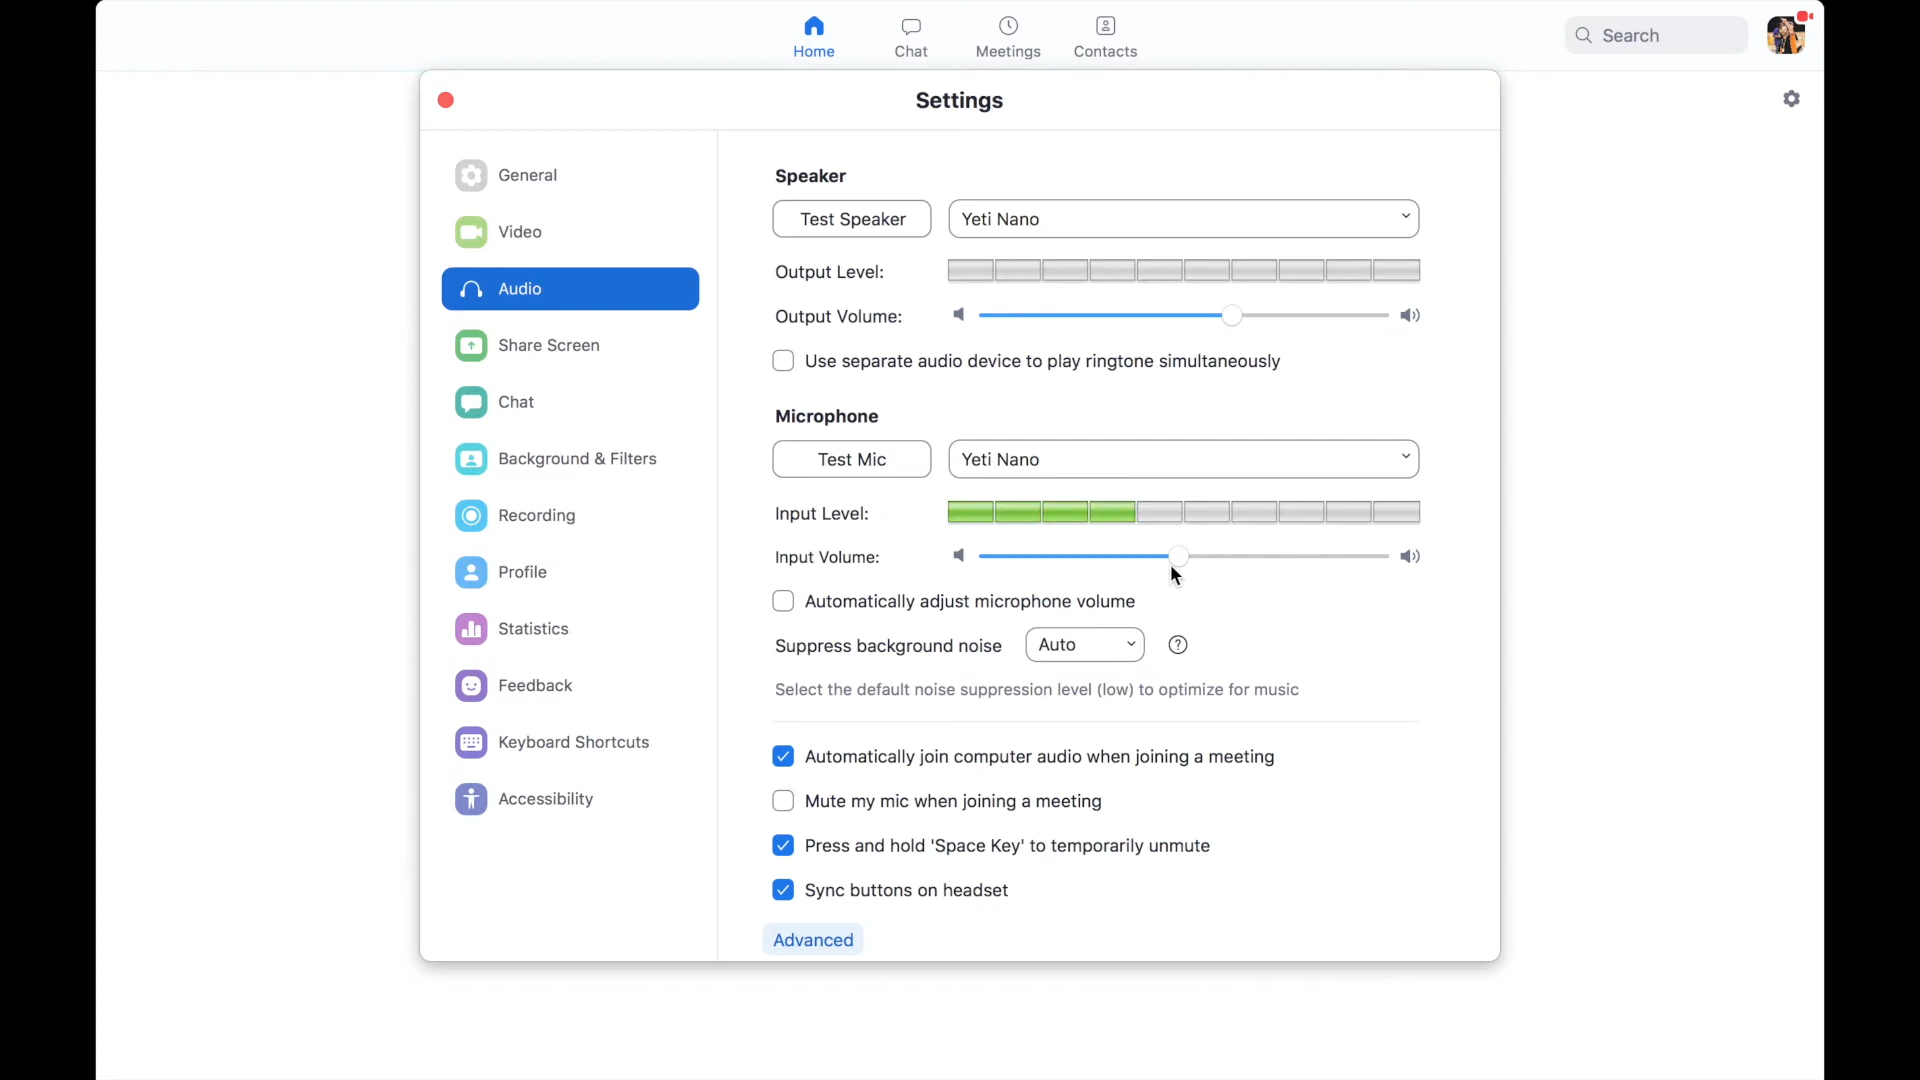 Home
Chat
Meetings
Contacts
Search
Settings
General
Video
Audio
Share Screen
Chat
Background & Filters
Recording
Profile
Statistics
Feedback
Keyboard Shortcuts
Accessibility
Speaker
Test Speaker
Yeti Nano
Output Level:
Output Volume:
Use separate audio device to play ringtone simultaneously
Microphone
Test Mic
Yeti Nano
Input Level:
Input Volume:
Automatically adjust microphone volume
Suppress background noise
Auto
?
Select the default noise suppression level (low) to optimize for music
Automatically join computer audio when joining a meeting
Mute my mic when joining a meeting
Press and hold 'Space Key' to temporarily unmute
Sync buttons on headset
Advanced